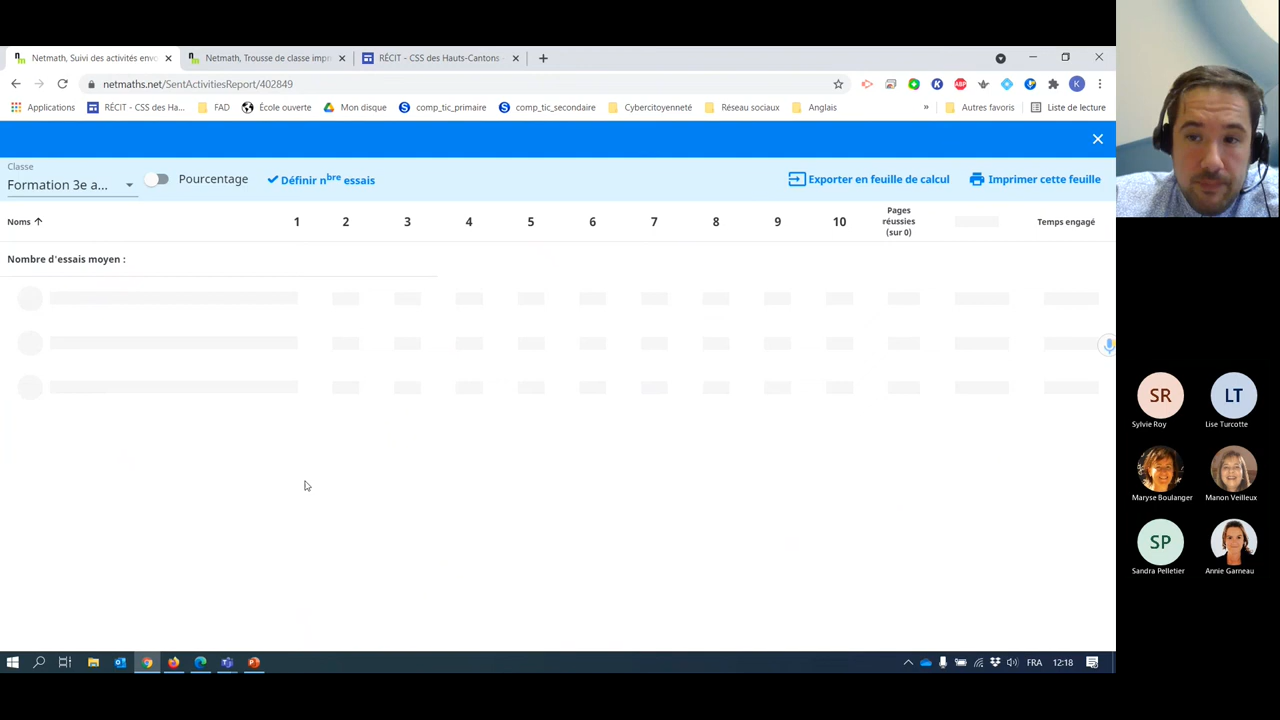 Netmath, Suivi des activités envo
Netmath, Trousse de classe impri
RÉCIT - CSS des Hauts-Cantons
netmaths.net/SentActivitiesReport/402849
K
ABP
K
Applications
RÉCIT - CSS des Ha...
FAD
École ouverte
Mon disque
comp_tic_primaire
comp_tic_secondaire
Cybercitoyenneté
Réseau sociaux
Anglais
»
Autres favoris
Liste de lecture
Classe
Formation 3e a...
Pourcentage
Définir nbre essais
Exporter en feuille de calcul
Imprimer cette feuille
Noms
1 2 3 4 5 6 7 8 9 10
Pages
réussies
(sur 0)
Temps engagé
Nombre d'essais moyen :
SR
LT
Sylvie Roy
Lise Turcotte
Maryse Boulanger
Manon Veilleux
SP
Sandra Pelletier
Annie Garneau
FRA
12:18